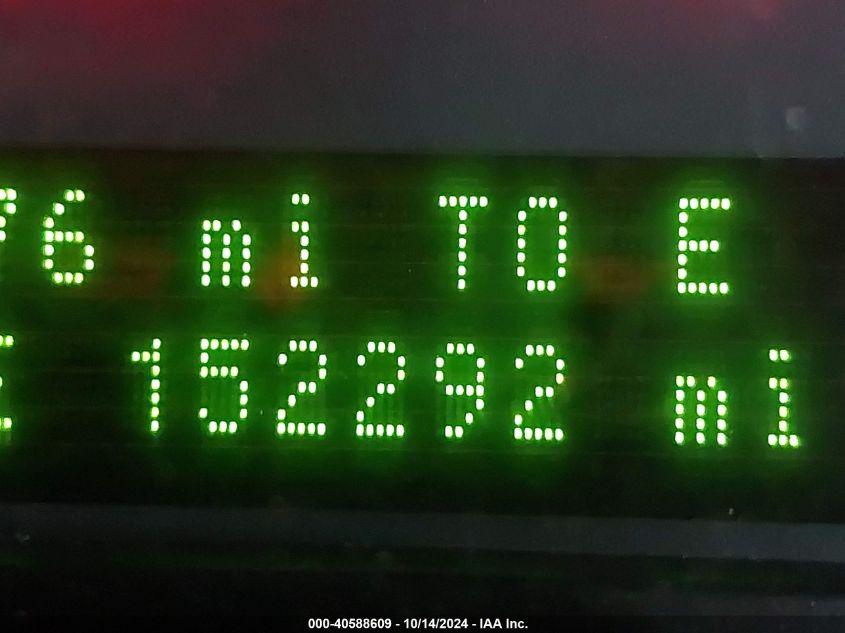 6 mi TO E
152292 mi
000-40588609 - 10/14/2024 - IAA Inc.